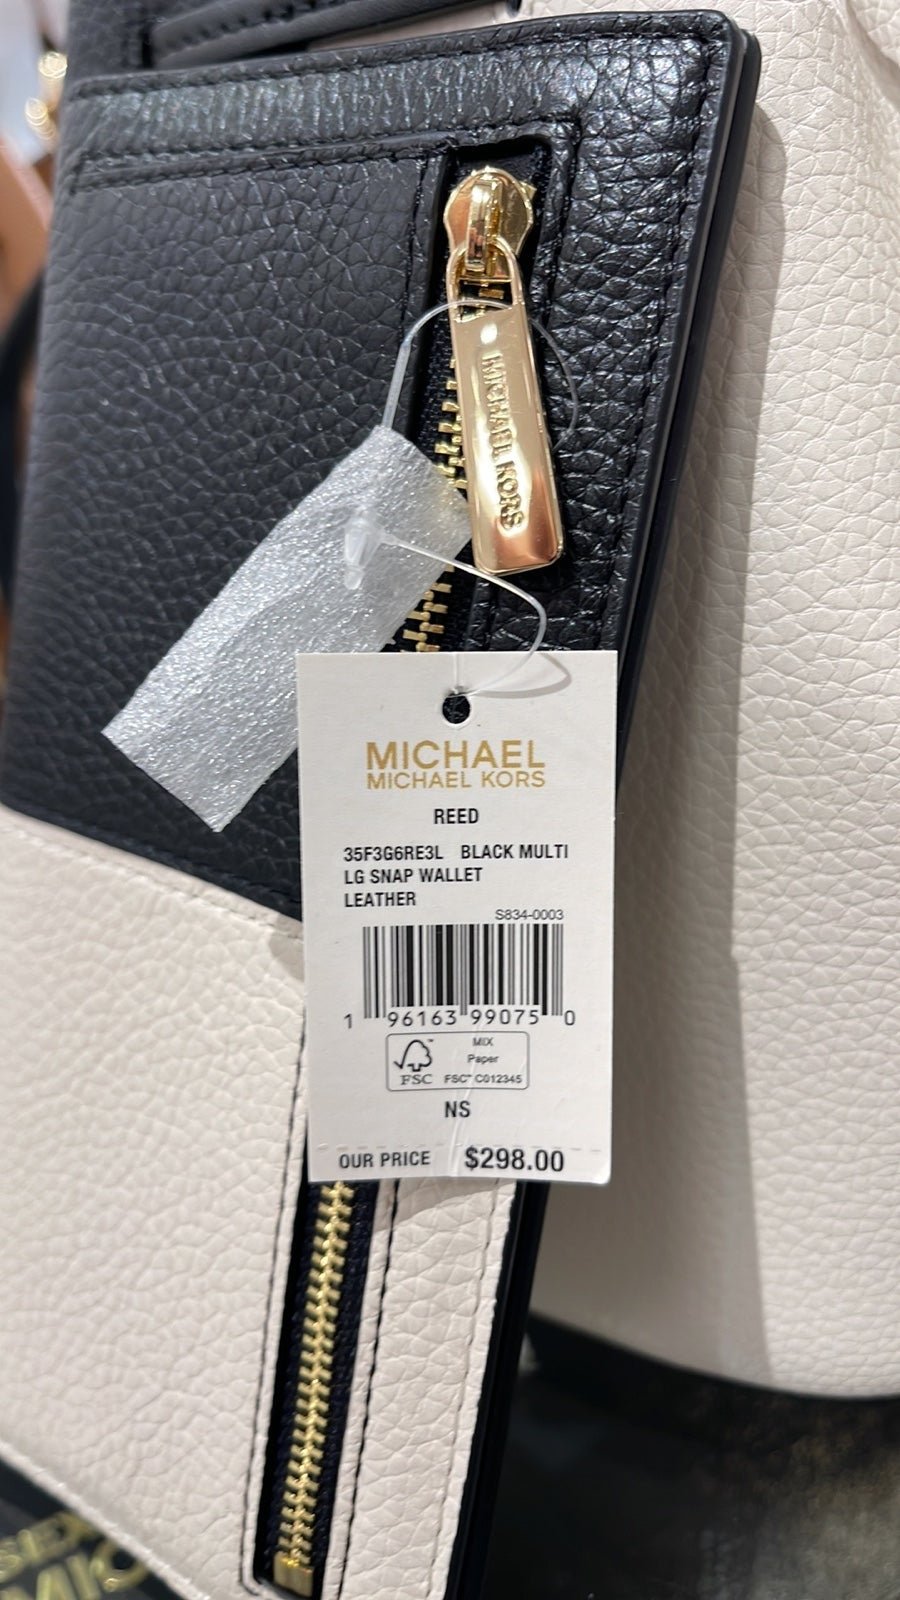 MICHAEL KORS
MICHAEL
MICHAEL KORS
REED
35F3G6RE3L BLACK MULTI
LG SNAP WALLET
LEATHER
S834-0003
1 96163 99075 0
FSC
MIX
Paper
FSC™ C012345
NS
OUR PRICE $298.00